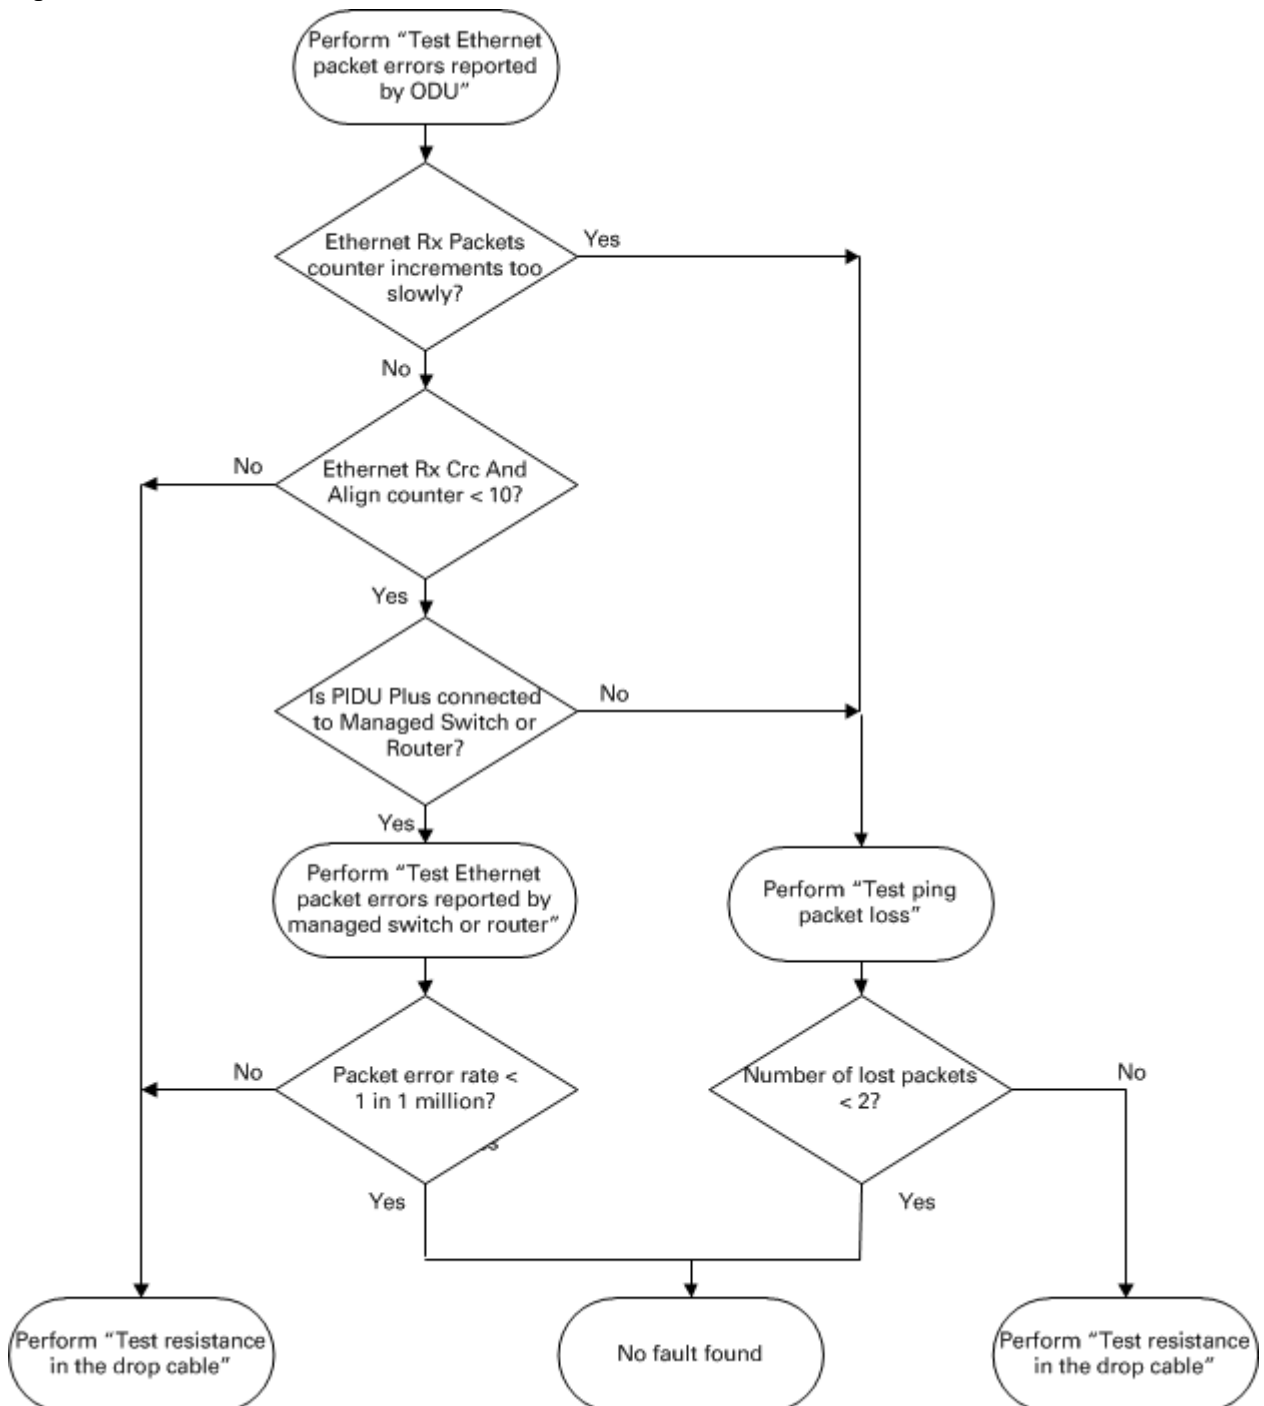 Perform “Test Ethernet
packet errors reported
by ODU”
Ethernet Rx Packets
counter increments too
slowly?
Yes
No
Ethernet Rx Crc And
Align counter < 10?
No
Yes
Is PIDU Plus connected
to Managed Switch or
Router?
No
Yes
Perform “Test Ethernet
packet errors reported by
managed switch or router”
Perform “Test ping
packet loss”
No
Packet error rate <
1 in 1 million?
Number of lost packets
< 2?
No
Yes
Yes
Perform “Test resistance
in the drop cable”
No fault found
Perform “Test resistance
in the drop cable”